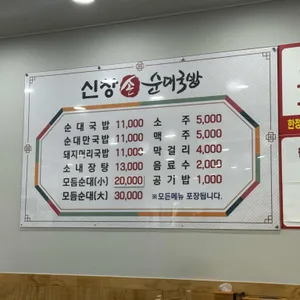 신장 손 순대국밥
순대국밥 11,000
순대만국밥 11,000
돼지머리국밥 11,000
소내장탕 13,000
모듬순대(小) 20,000
모듬순대(大) 30,000
소주 5,000
맥주 5,000
막걸리 4,000
음료수 2,000
공기밥 1,000
※모든메뉴 포장됩니다.